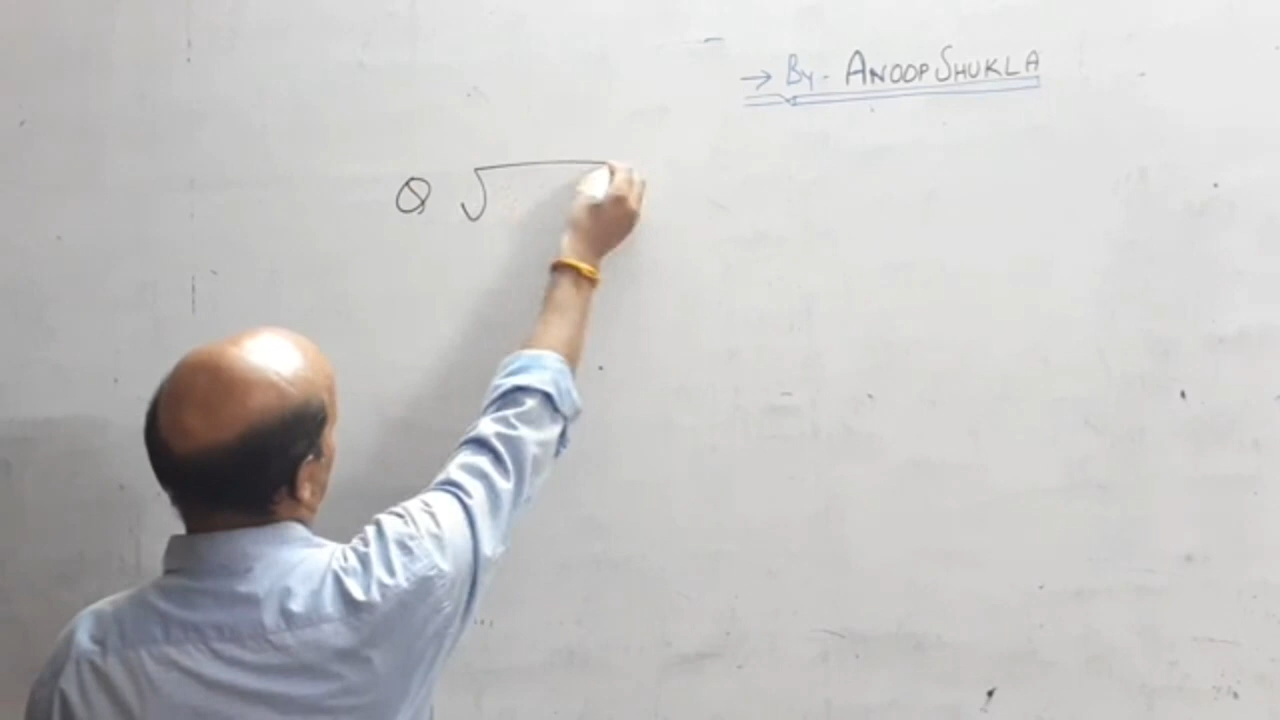 → By - ANOOP SHUKLA
Q √